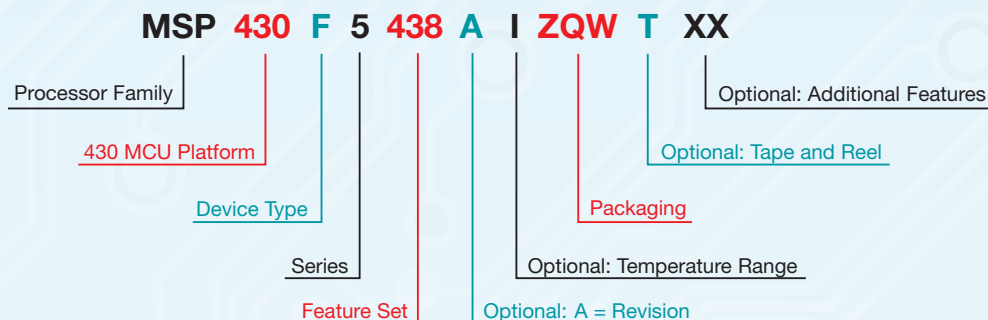 MSP 430 F 5 438 A I ZQW T XX
Processor Family
Optional: Additional Features
430 MCU Platform
Optional: Tape and Reel
Device Type
Packaging
Series
Optional: Temperature Range
Feature Set
Optional: A = Revision